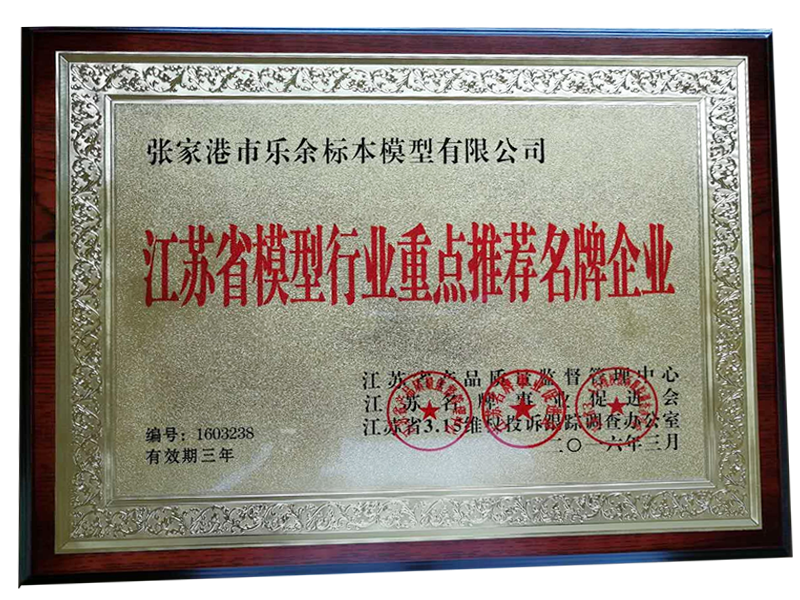 张家港市乐余标本模型有限公司
江苏省模型行业重点推荐名牌企业
江苏省产品质量监督管理中心
江苏名牌事业促进会
江苏省3.15维权投诉跟踪调查办公室
二〇一六年三月
编号：1603238
有效期三年